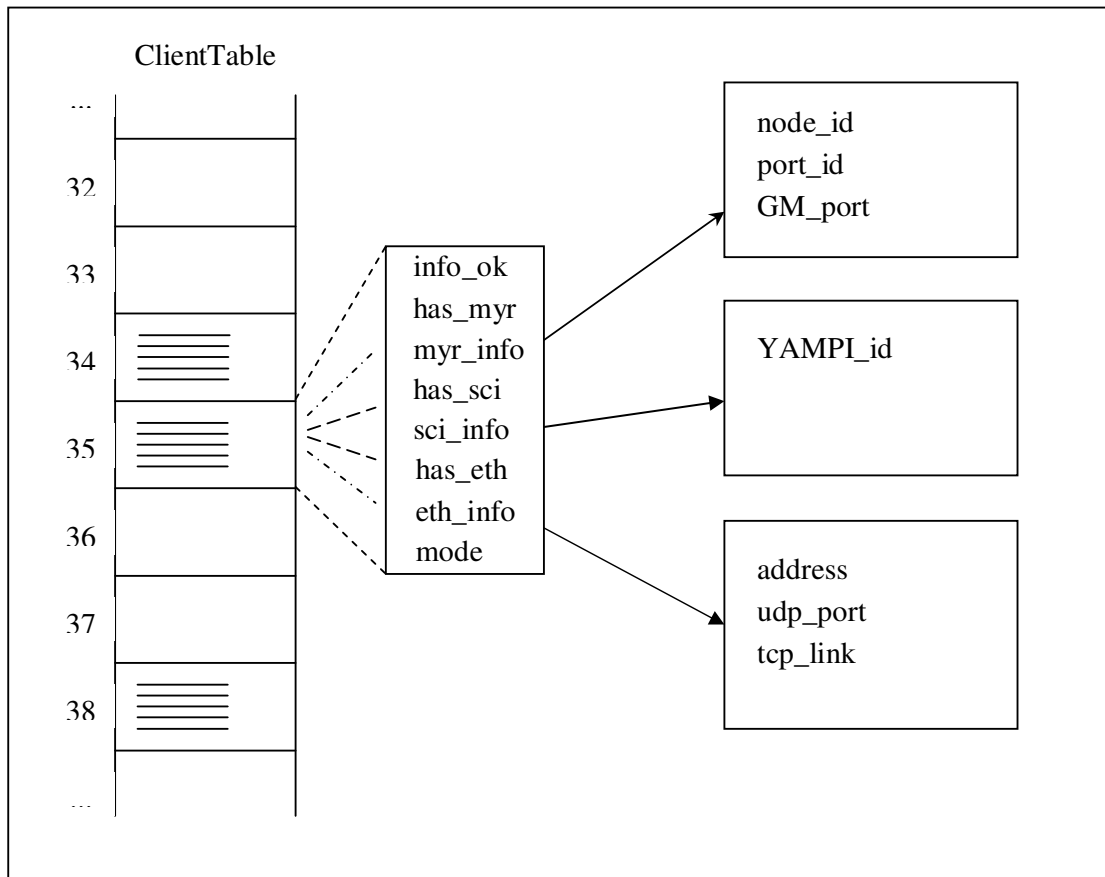 ClientTable
...
32
33
34
35
36
37
38
...
info_ok
has_myr
myr_info
has_sci
sci_info
has_eth
eth_info
mode
node_id
port_id
GM_port
YAMPI_id
address
udp_port
tcp_link